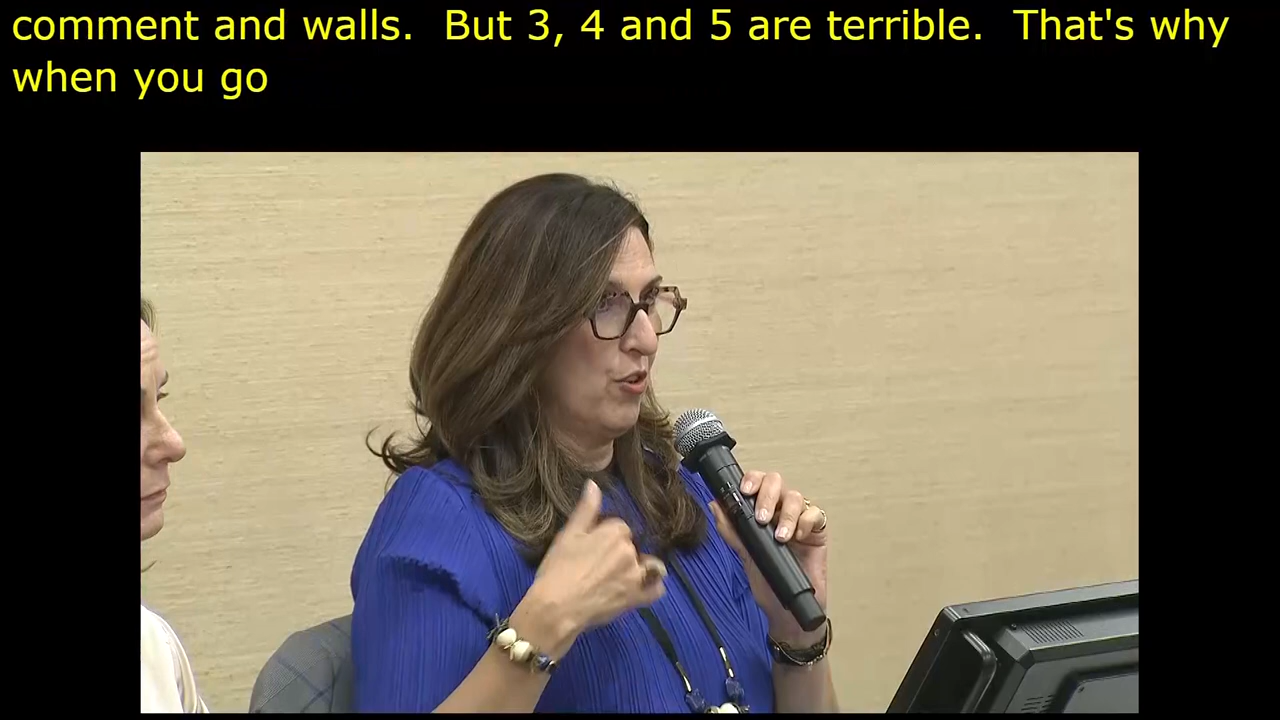 comment and walls.  But 3, 4 and 5 are terrible.  That's why
when you go